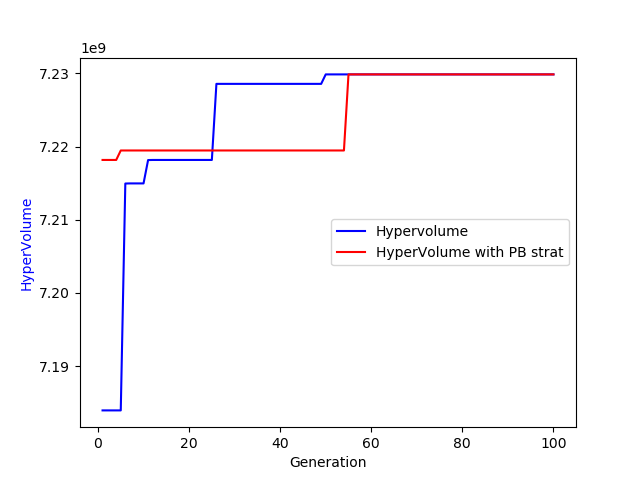 1e9
7.23
7.22
7.21
7.20
7.19
HyperVolume
Hypervolume
HyperVolume with PB strat
0 20 40 60 80 100
Generation